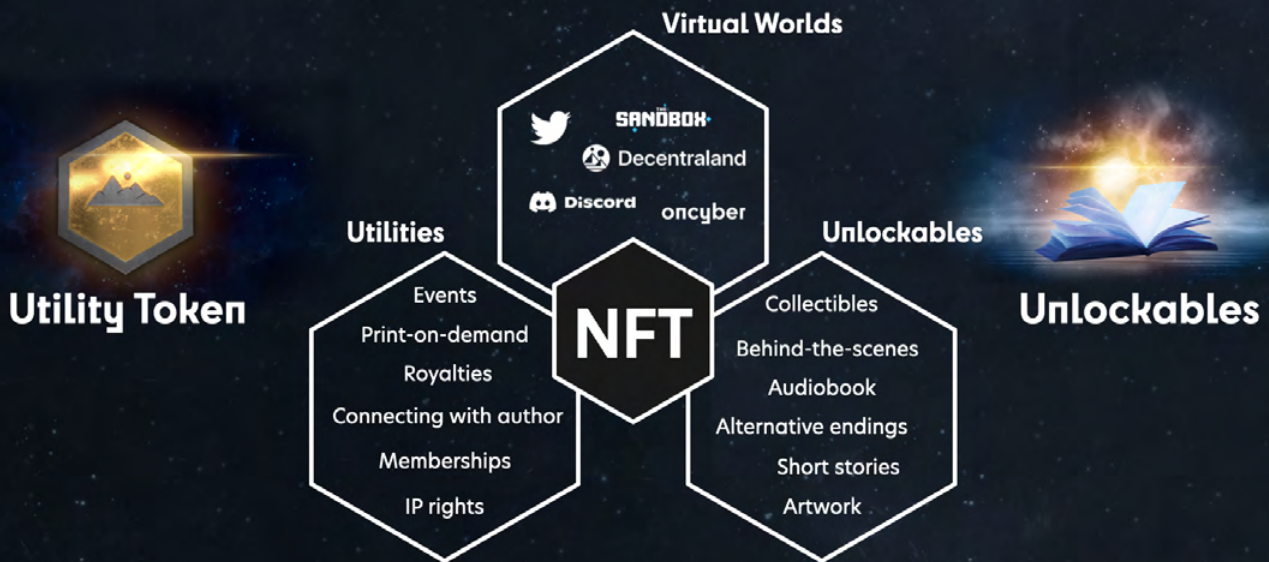 Virtual Worlds
THE
SANDBOX
Decentraland
Discord
oncyber
Utility Token
Utilities
Events
Print-on-demand
Royalties
Connecting with author
Memberships
IP rights
NFT
Unlockables
Collectibles
Behind-the-scenes
Audiobook
Alternative endings
Short stories
Artwork
Unlockables